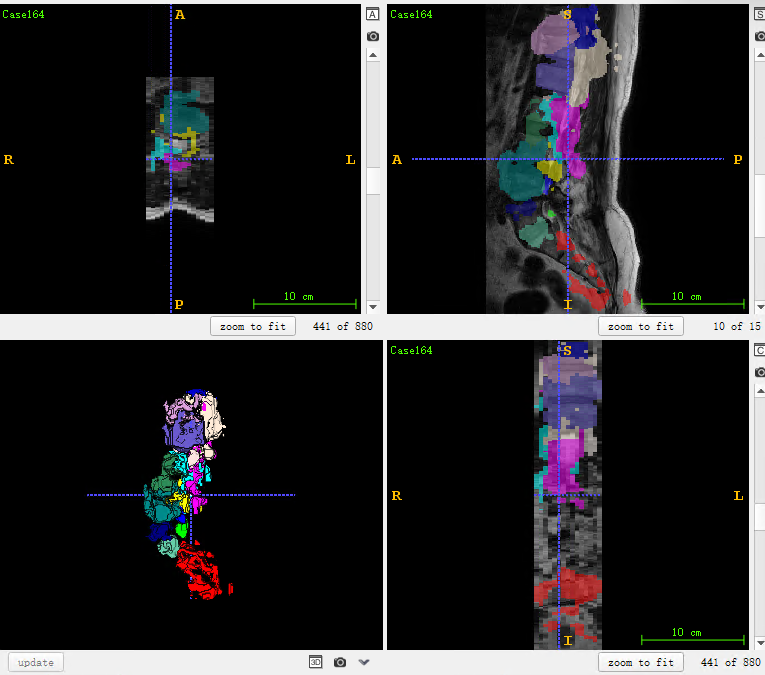 Case164
A
A
R
L
P
10 cm
zoom to fit
441 of 880
Case164
S
S
A
P
I
10 cm
zoom to fit
10 of 15
update
3D
Case164
S
C
R
L
I
10 cm
zoom to fit
441 of 880